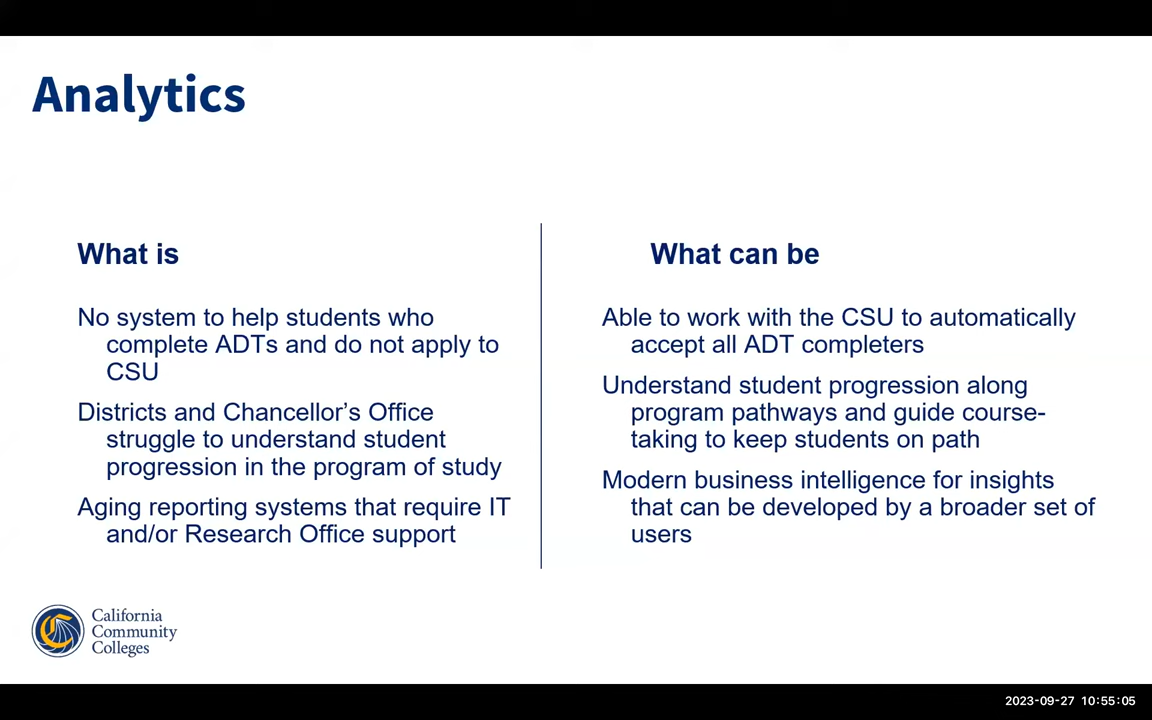 Analytics
What is
No system to help students who
complete ADTs and do not apply to
CSU
Districts and Chancellor's Office
struggle to understand student
progression in the program of study
Aging reporting systems that require IT
and/or Research Office support
What can be
Able to work with the CSU to automatically
accept all ADT completers
Understand student progression along
program pathways and guide course-
taking to keep students on path
Modern business intelligence for insights
that can be developed by a broader set of
users
California
Community
Colleges
2023-09-27 10:55:05